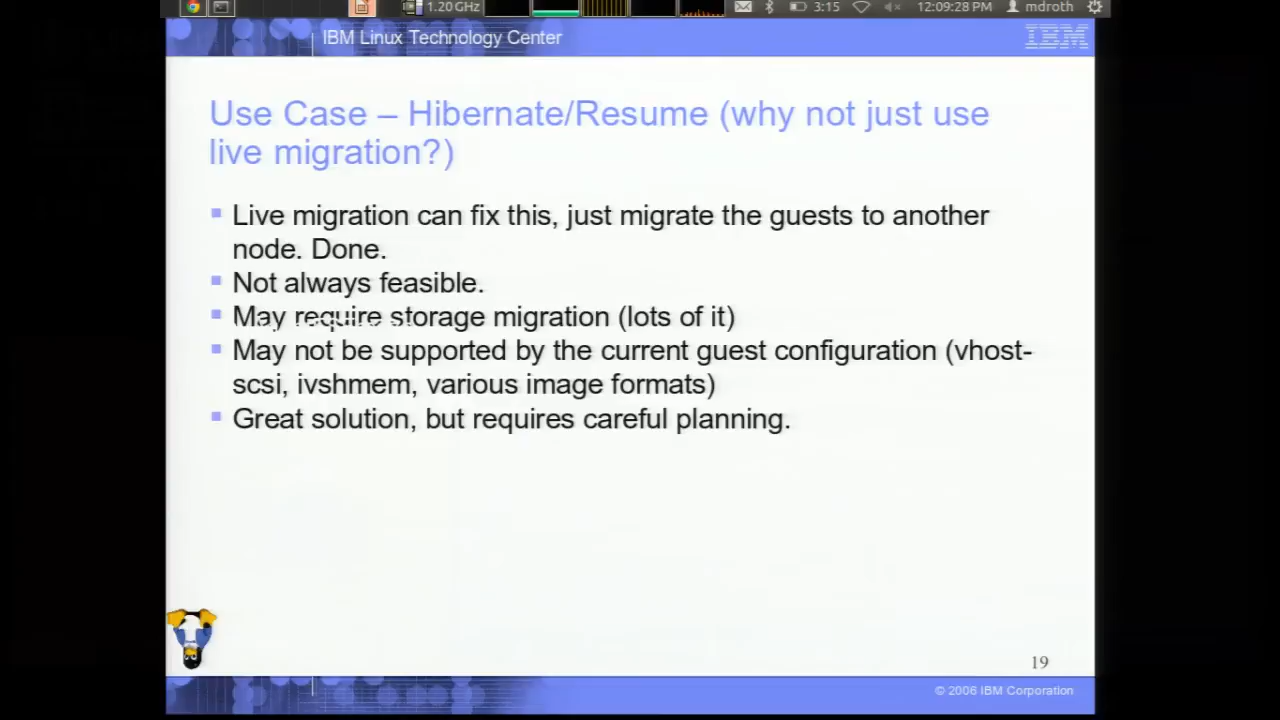 1.20 GHz 3:15 12:09:28 PM mdroth
IBM Linux Technology Center
IBM
Use Case – Hibernate/Resume (why not just use
live migration?)
Live migration can fix this, just migrate the guests to another
node. Done.
Not always feasible.
May require storage migration (lots of it)
May not be supported by the current guest configuration (vhost-
scsi, ivshmem, various image formats)
Great solution, but requires careful planning.
19
© 2006 IBM Corporation